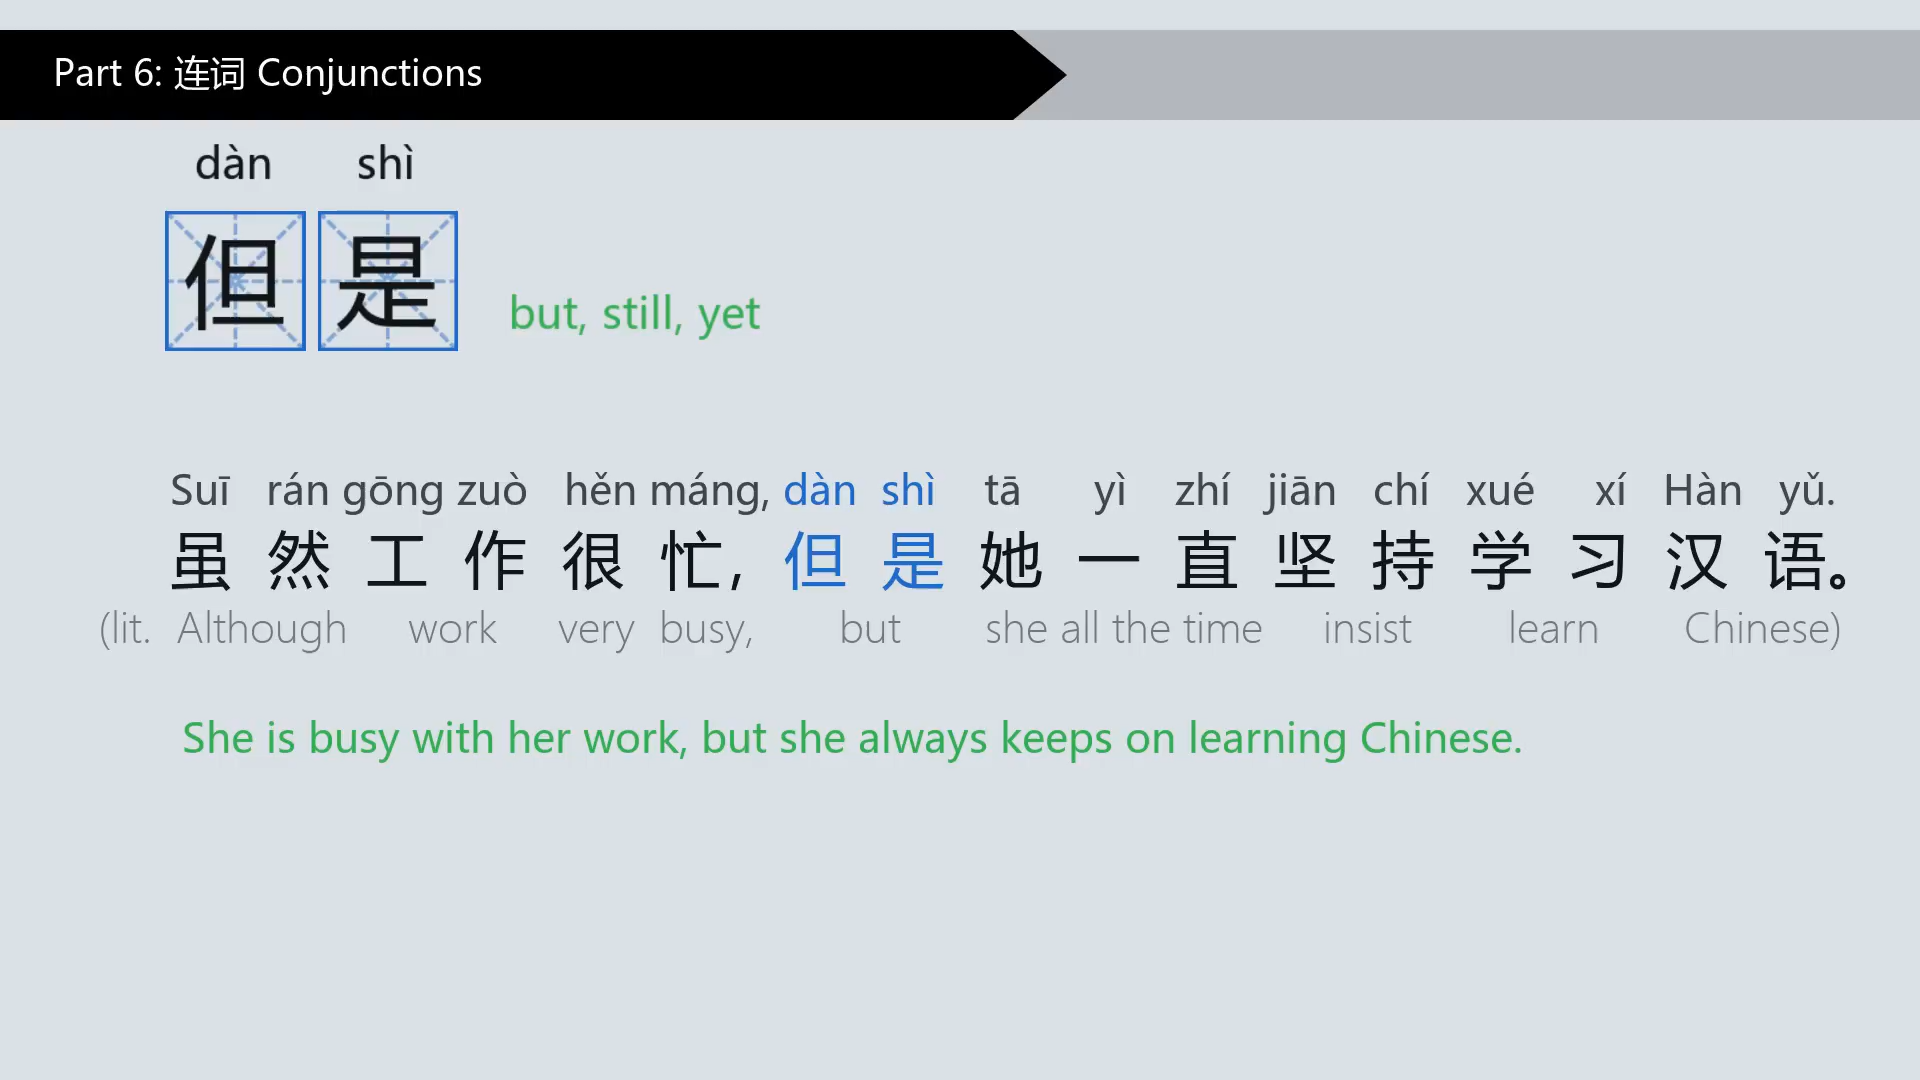 Part 6: 连词 Conjunctions
dàn shì
但是
but, still, yet
Suī rán gōng zuò hěn máng, dàn shì tā yì zhí jiān chí xué xí Hàn yǔ.
虽然工作很忙，但是她一直坚持学习汉语。
(lit. Although work very busy, but she all the time insist learn Chinese)
She is busy with her work, but she always keeps on learning Chinese.